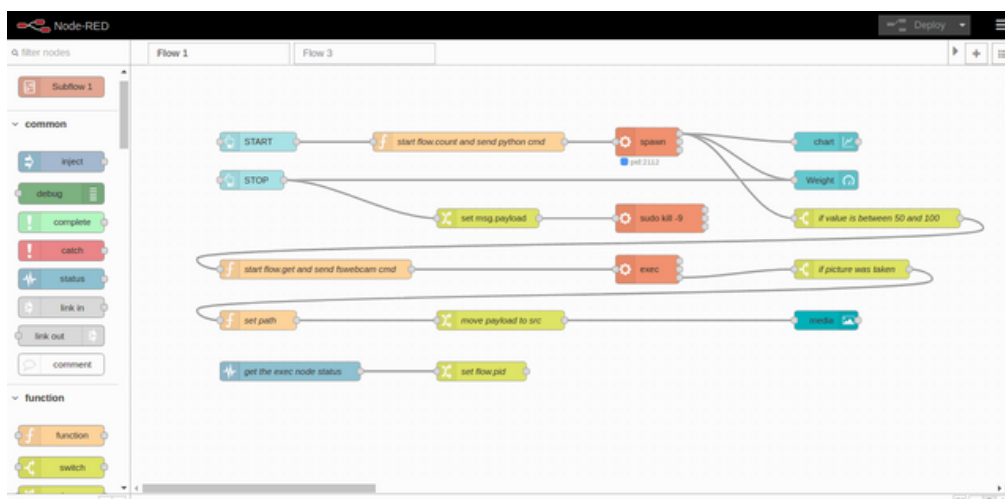 Node-RED
Deploy
filter nodes
Flow 1
Flow 3
Subflow 1
common
inject
debug
complete
catch
status
link in
link out
comment
function
function
switch
START
start flow.count and send python cmd
spawn
pid:2112
chart
STOP
Weight
set msg.payload
sudo kill -9
if value is between 50 and 100
start flow.get and send fswebcam cmd
exec
if picture was taken
set path
move payload to src
media
get the exec node status
set flow.pid